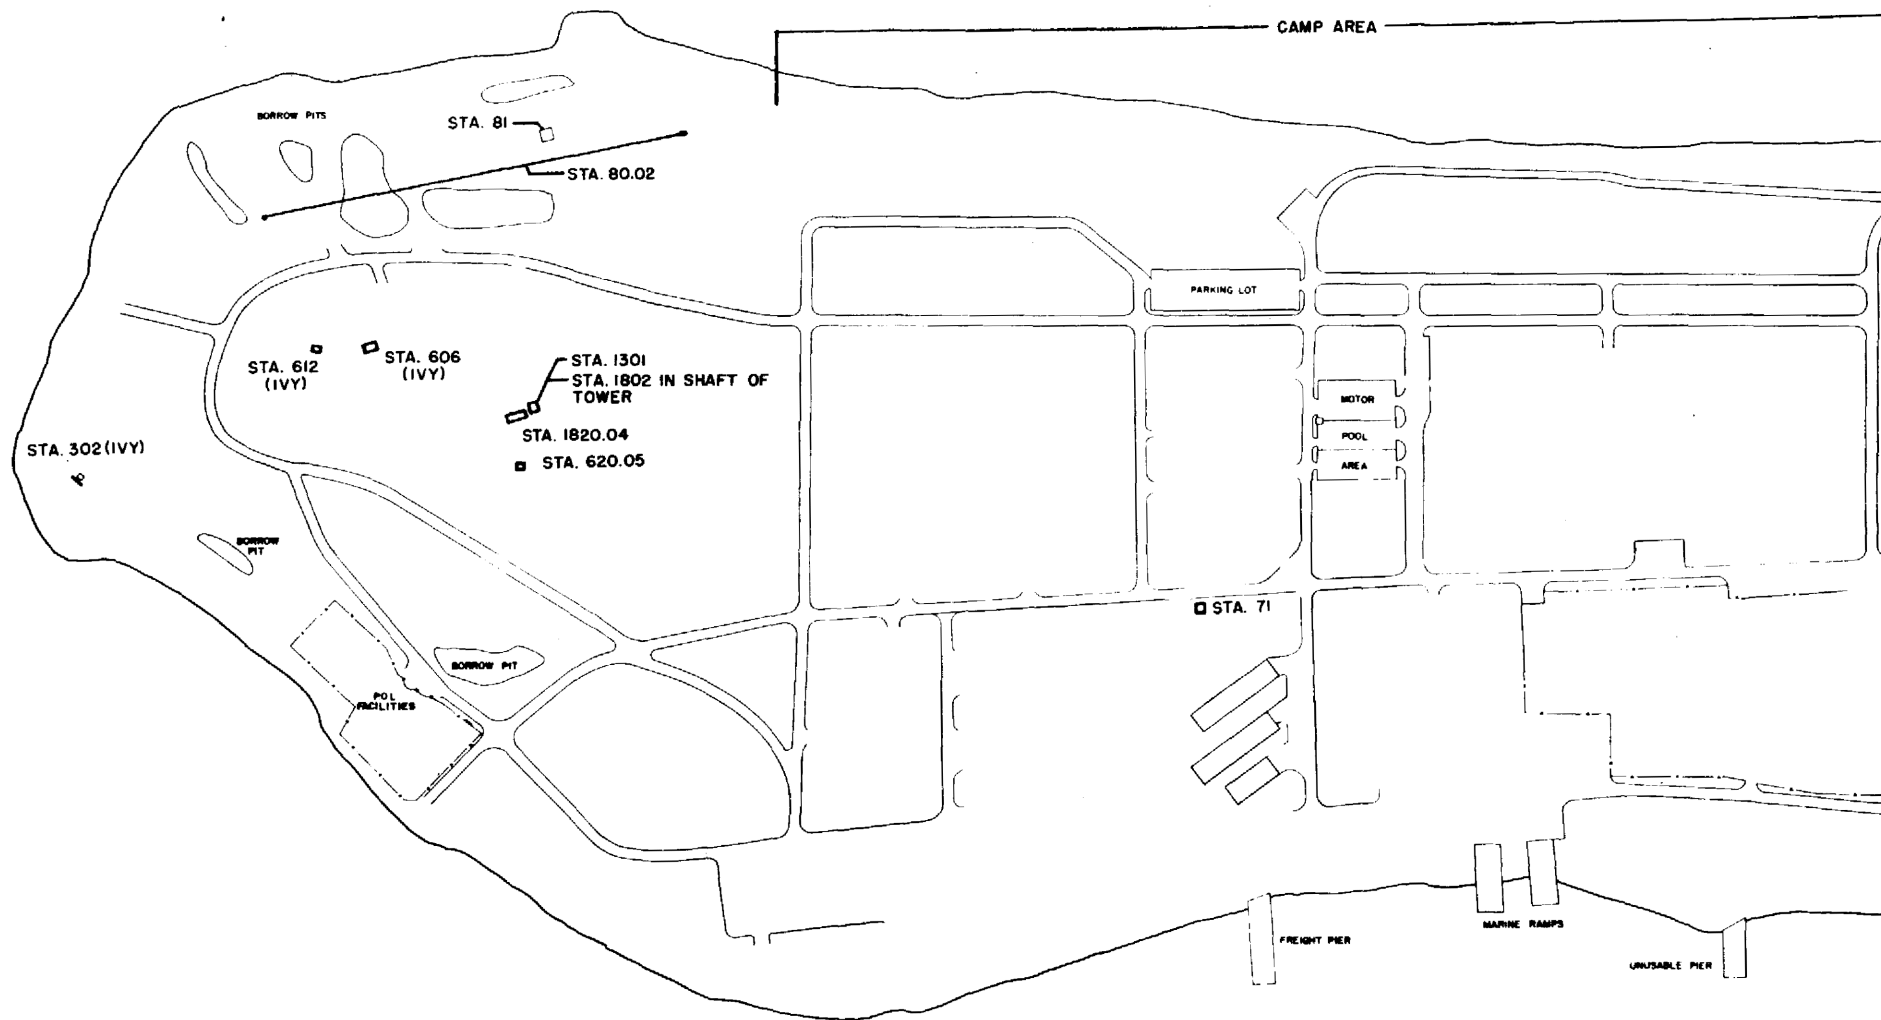 CAMP AREA
BORROW PITS
STA. 81
STA. 80.02
PARKING LOT
STA. 612
(IVY)
STA. 606
(IVY)
STA. 1301
STA. 1802 IN SHAFT OF
TOWER
MOTOR
POOL
AREA
STA. 1820.04
STA. 302 (IVY)
STA. 620.05
BORROW
PIT
STA. 71
BORROW PIT
POL
FACILITIES
MARINE RAMPS
FREIGHT PIER
UNUSABLE PIER